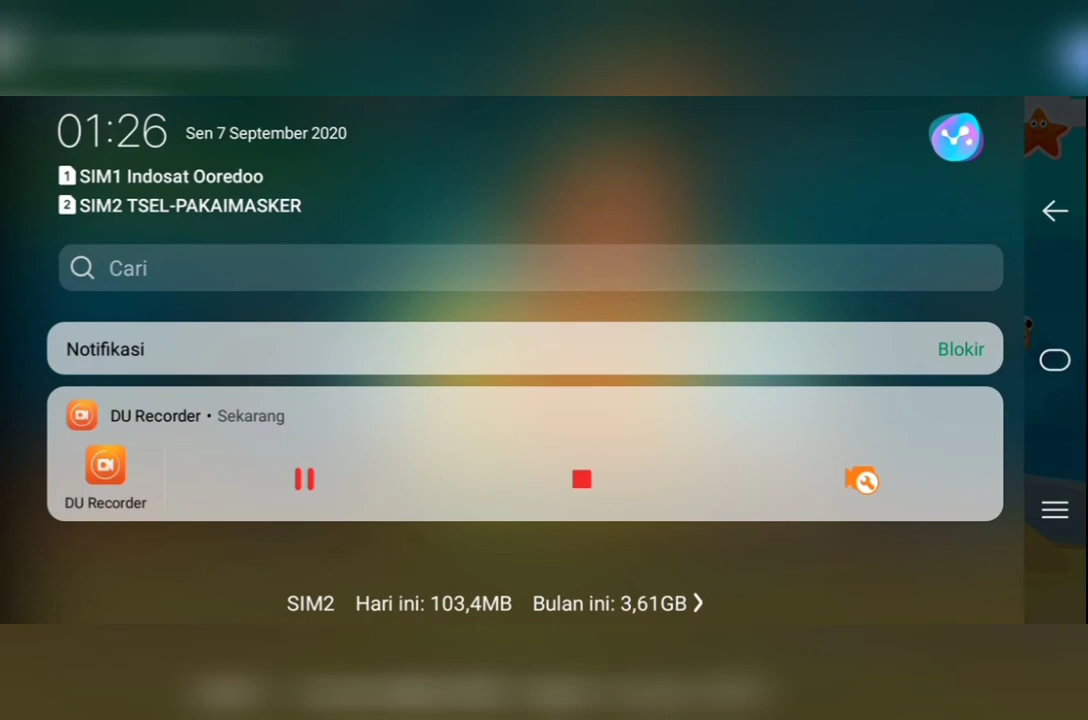 01:26 Sen 7 September 2020
1 SIM1 Indosat Ooredoo
2 SIM2 TSEL-PAKAIMASKER
Cari
Notifikasi Blokir
DU Recorder • Sekarang
DU Recorder
SIM2 Hari ini: 103,4MB Bulan ini: 3,61GB